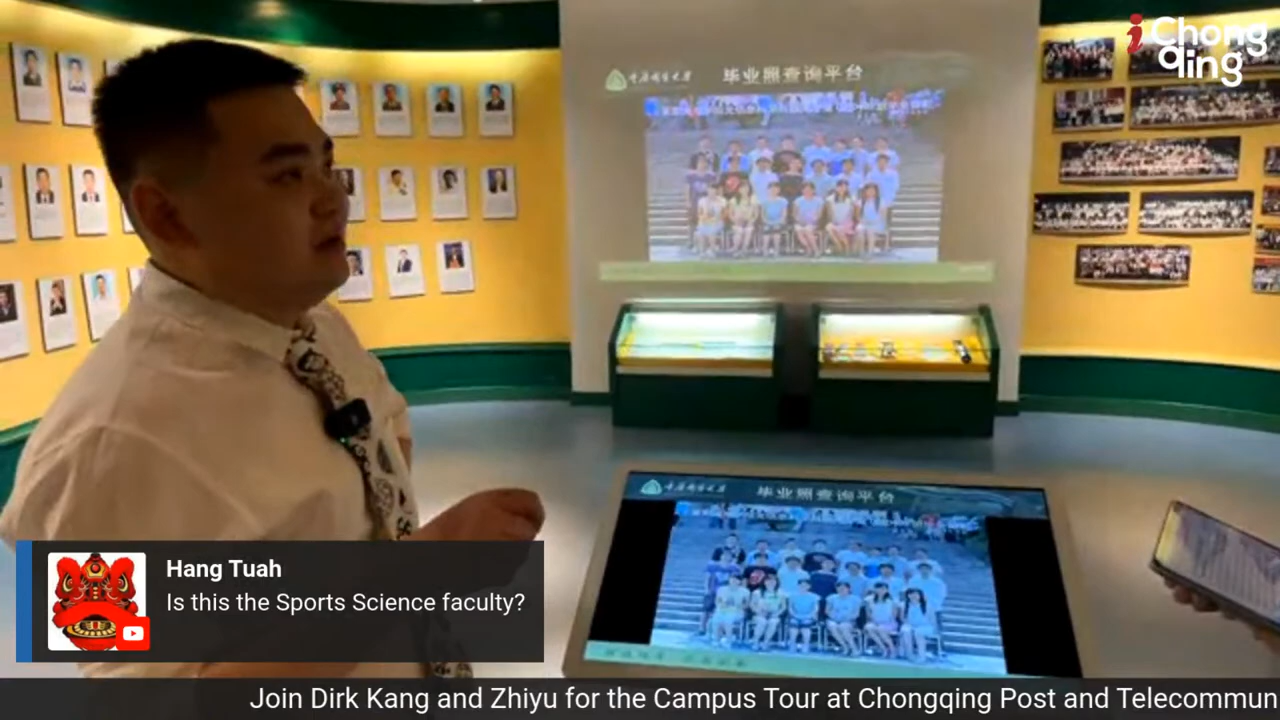 iChongqing
毕业照查询平台
毕业照查询平台
Hang Tuah
Is this the Sports Science faculty?
Join Dirk Kang and Zhiyu for the Campus Tour at Chongqing Post and Telecommun